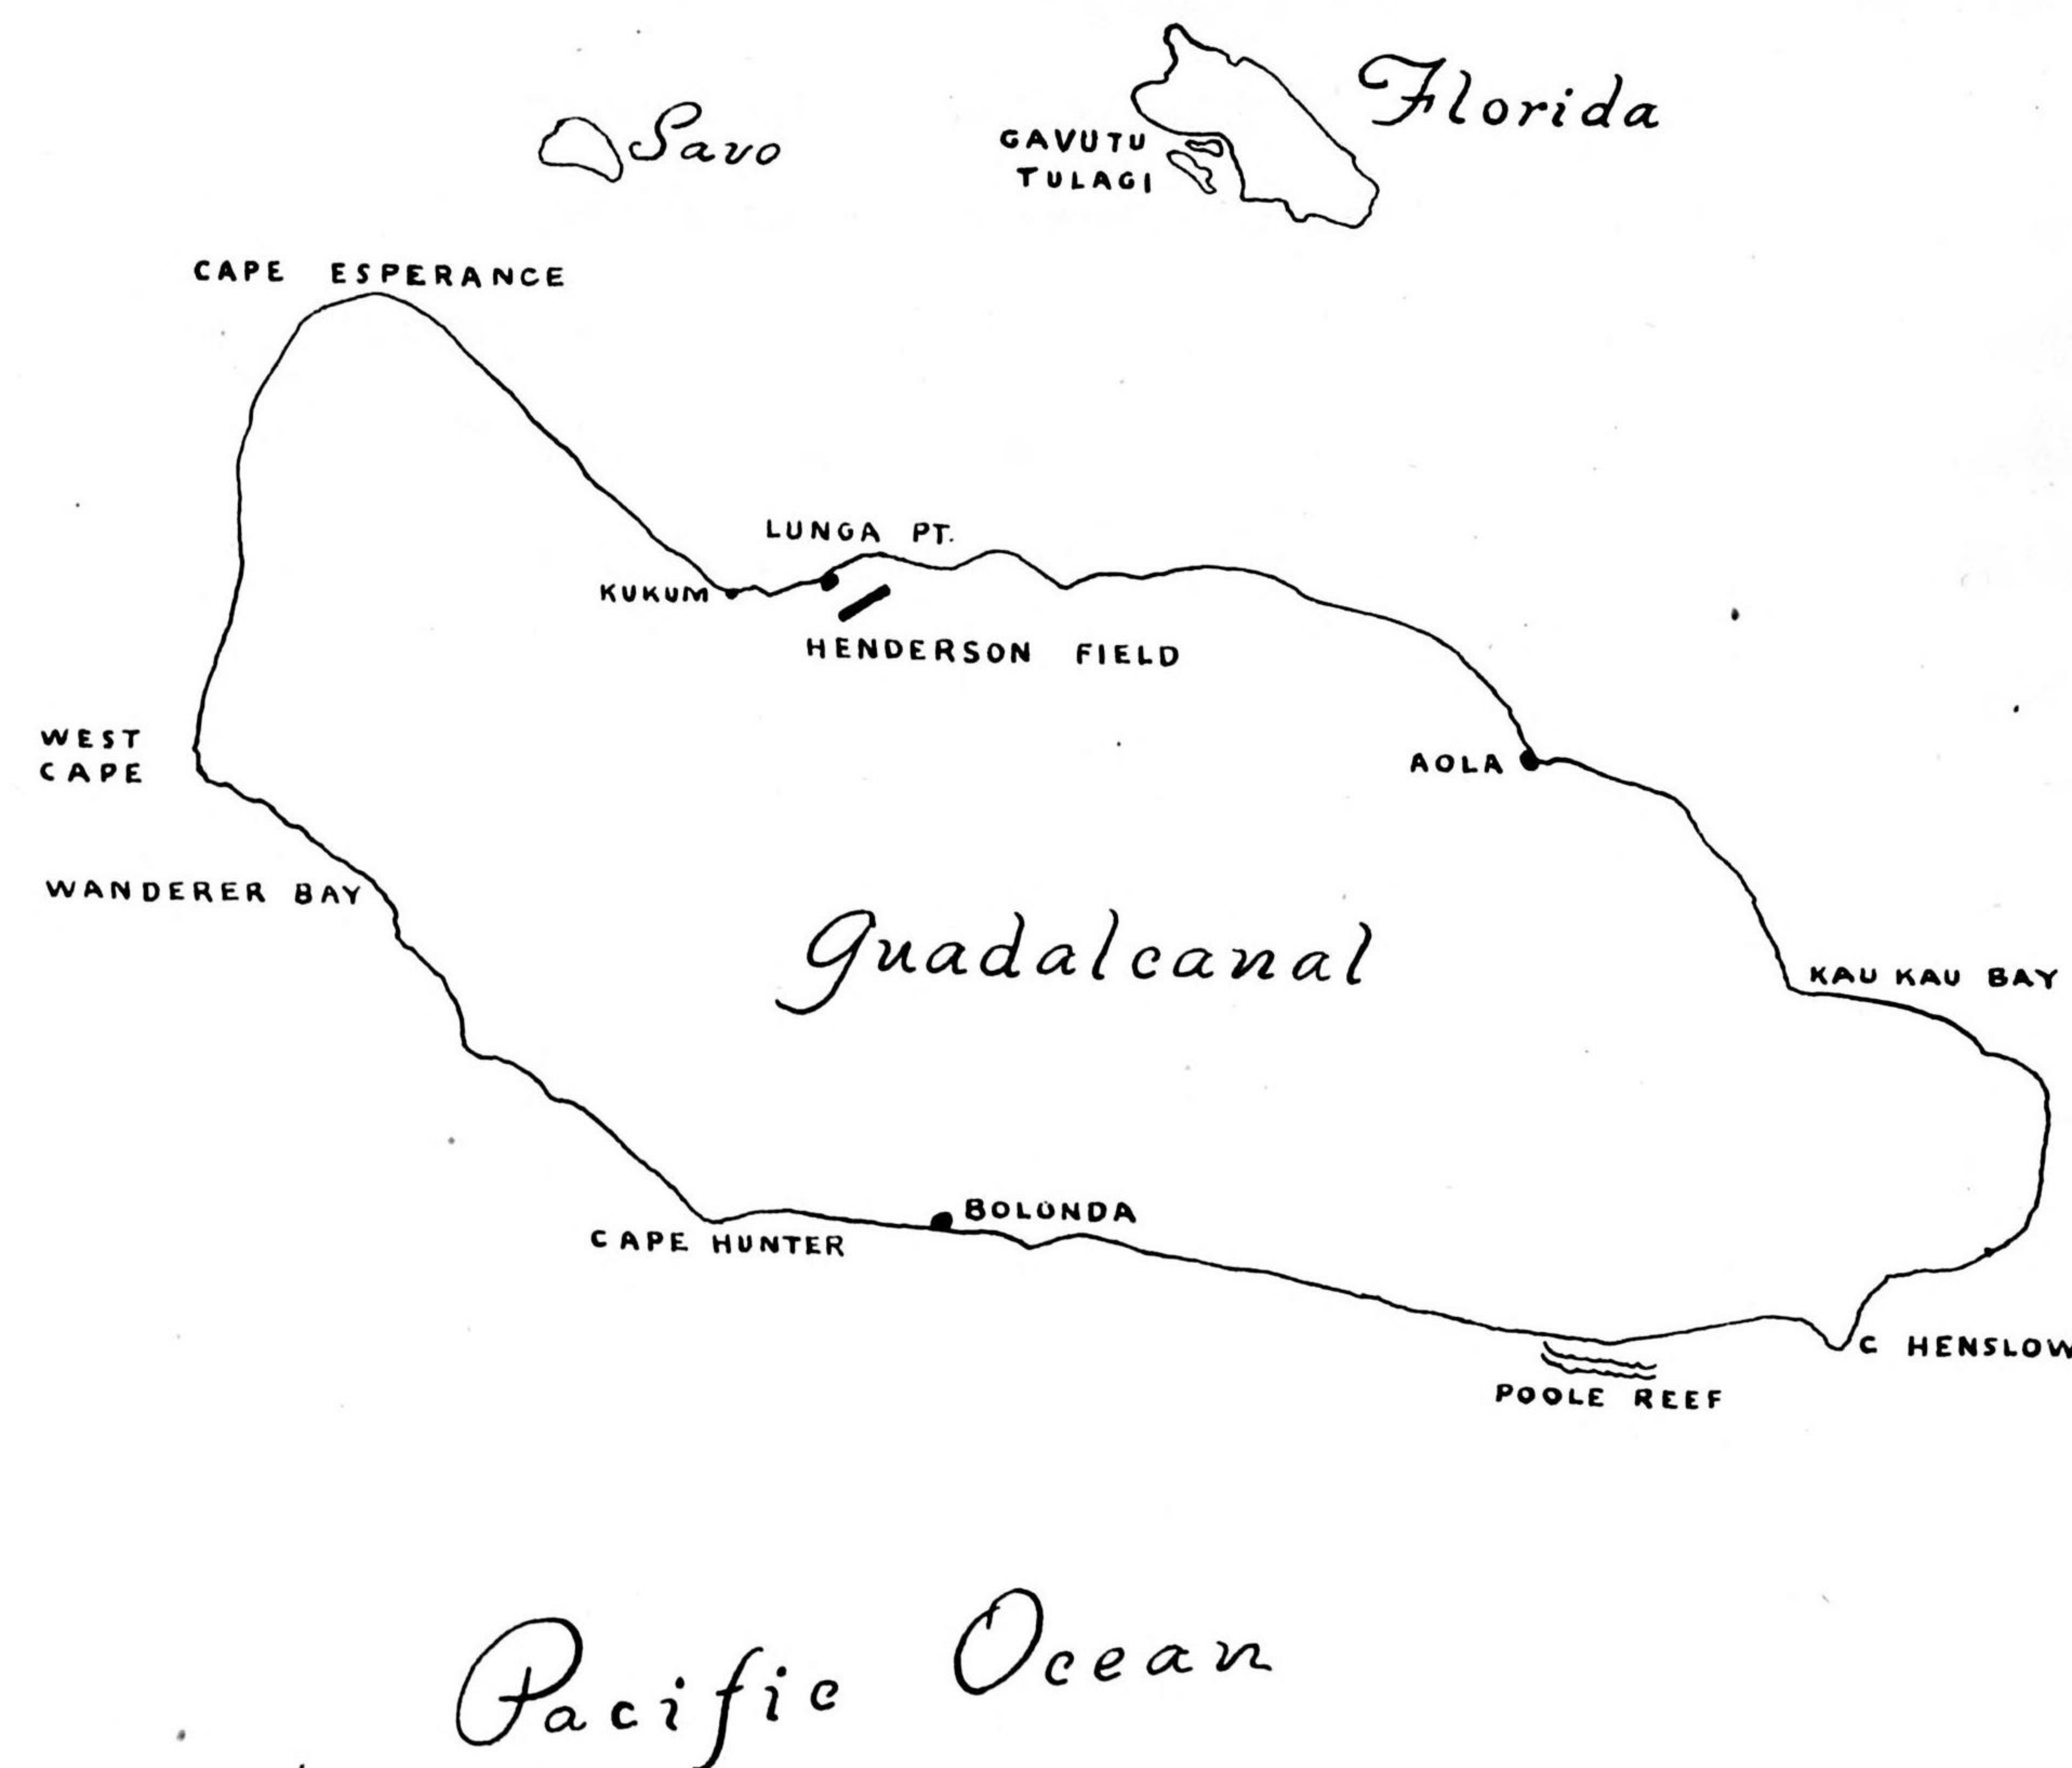 Florida
Savo
GAVUTU
TULAGI
CAPE ESPERANCE
LUNGA PT.
KUKUM
HENDERSON FIELD
WEST
CAPE
AOLA
WANDERER BAY
Guadalcanal
KAU KAU BAY
BOLUNDA
CAPE HUNTER
C HENSLOW
POOLE REEF
Pacific Ocean